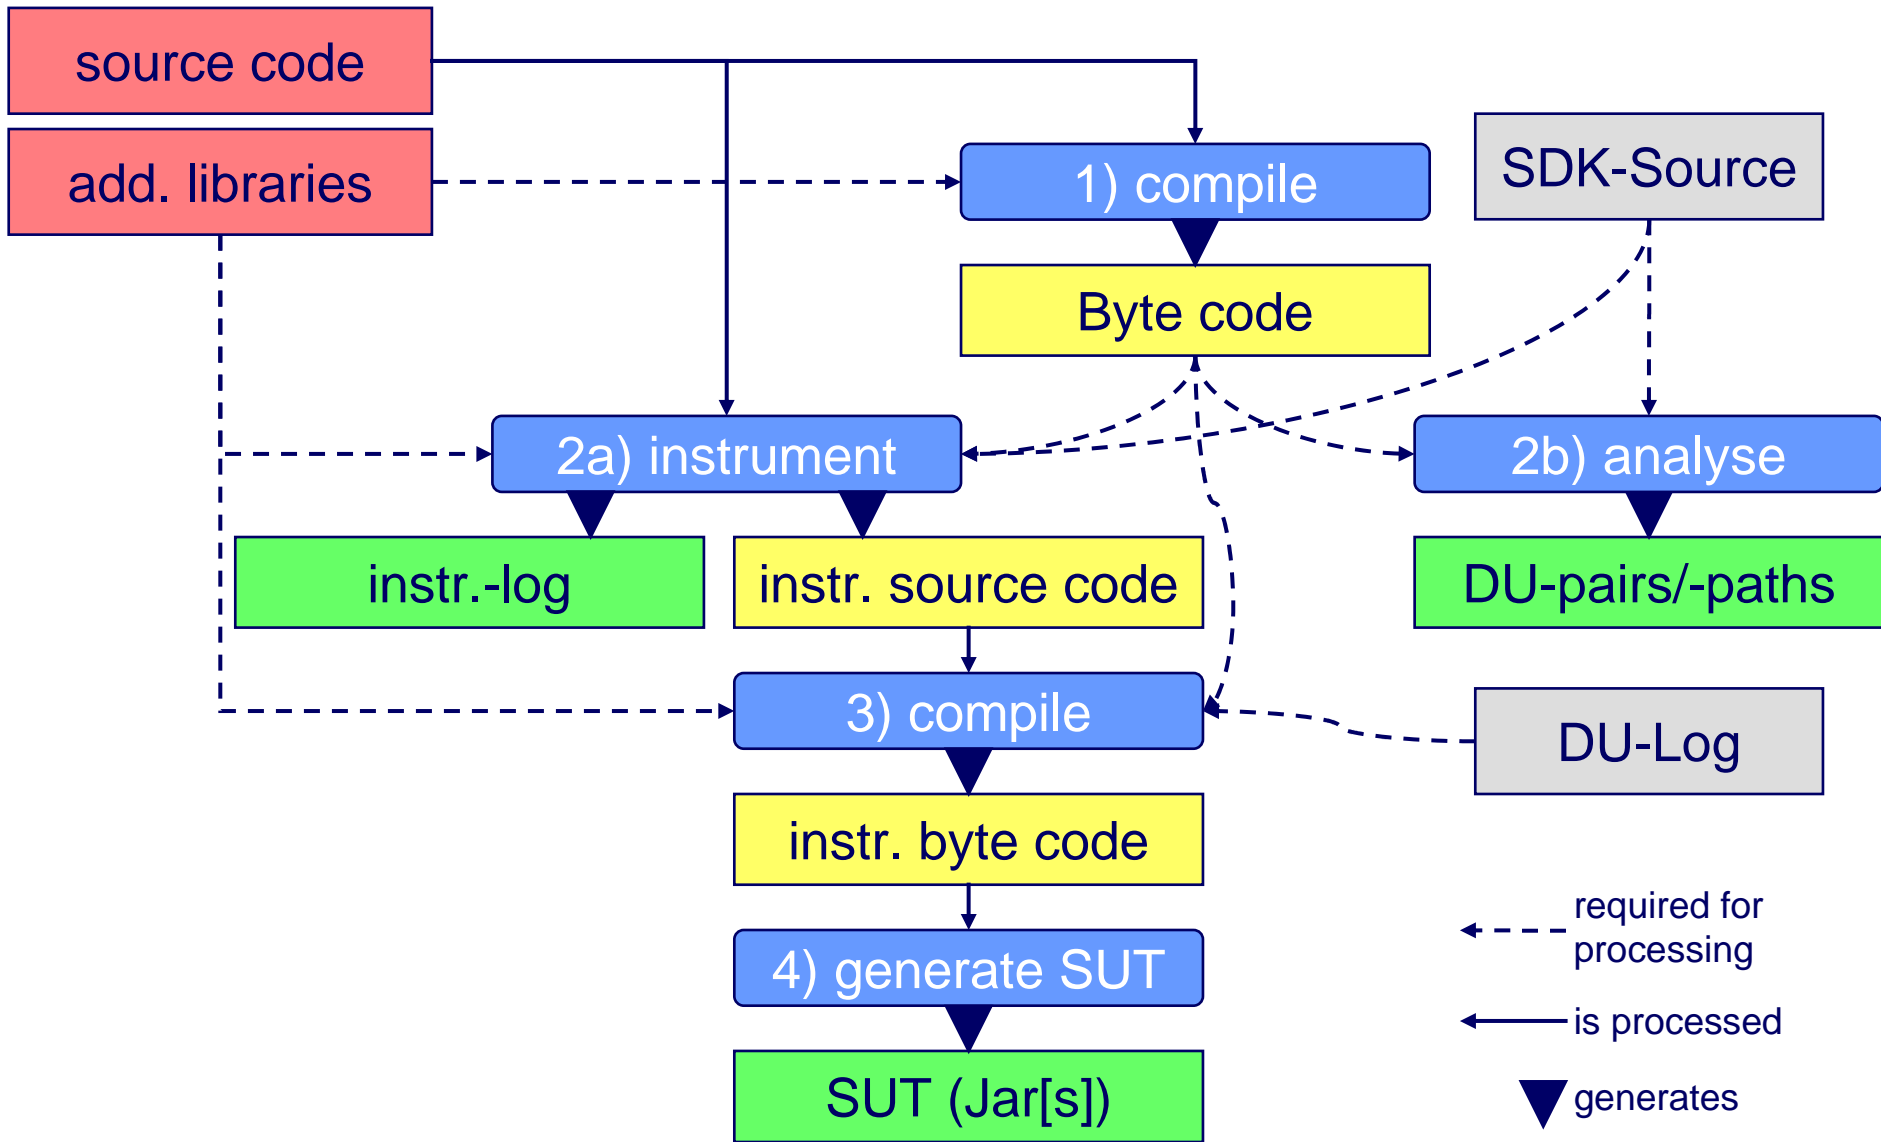 source code
add. libraries
1) compile
SDK-Source
Byte code
2a) instrument
2b) analyse
instr.-log
instr. source code
DU-pairs/-paths
3) compile
DU-Log
instr. byte code
required for
processing
4) generate SUT
is processed
SUT (Jar[s])
generates